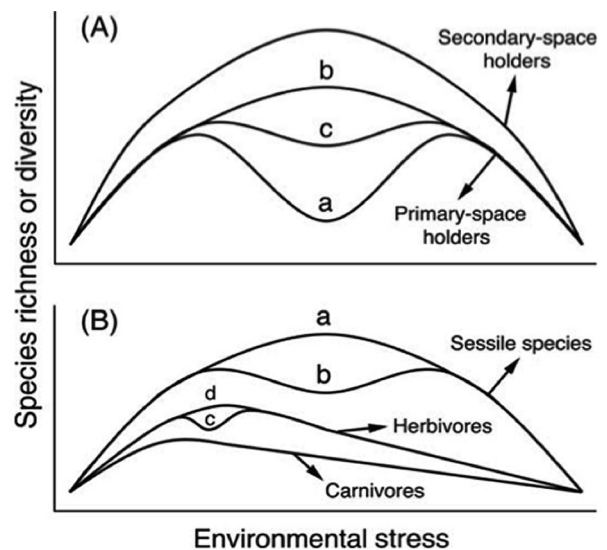 Species richness or diversity
(A)
Secondary-space
holders
b
c
a
Primary-space
holders
(B)
a
Sessile species
b
d
c
Herbivores
Carnivores
Environmental stress